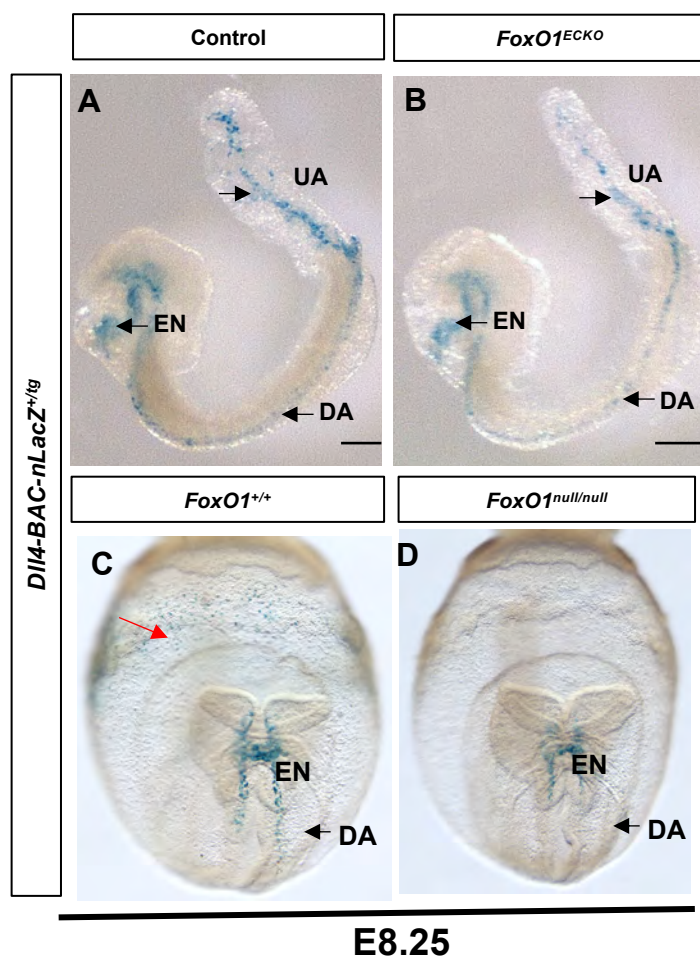 Control
FoxO1ECKO
Dll4-BAC-nLacZ+/tg
A
UA
EN
DA
B
UA
EN
DA
FoxO1+/+
FoxO1null/null
C
EN
DA
D
EN
DA
E8.25